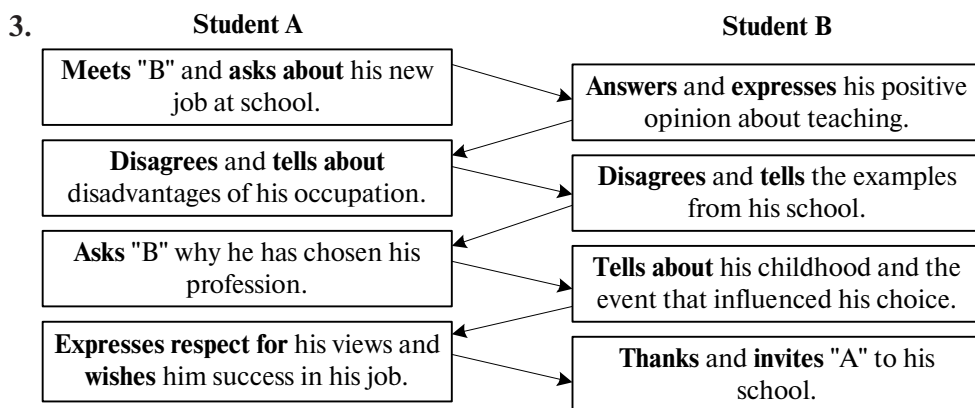 3.
Student A
Student B
Meets "B" and asks about his new
job at school.
Answers and expresses his positive
opinion about teaching.
Disagrees and tells about
disadvantages of his occupation.
Disagrees and tells the examples
from his school.
Asks "B" why he has chosen his
profession.
Tells about his childhood and the
event that influenced his choice.
Expresses respect for his views and
wishes him success in his job.
Thanks and invites "A" to his
school.